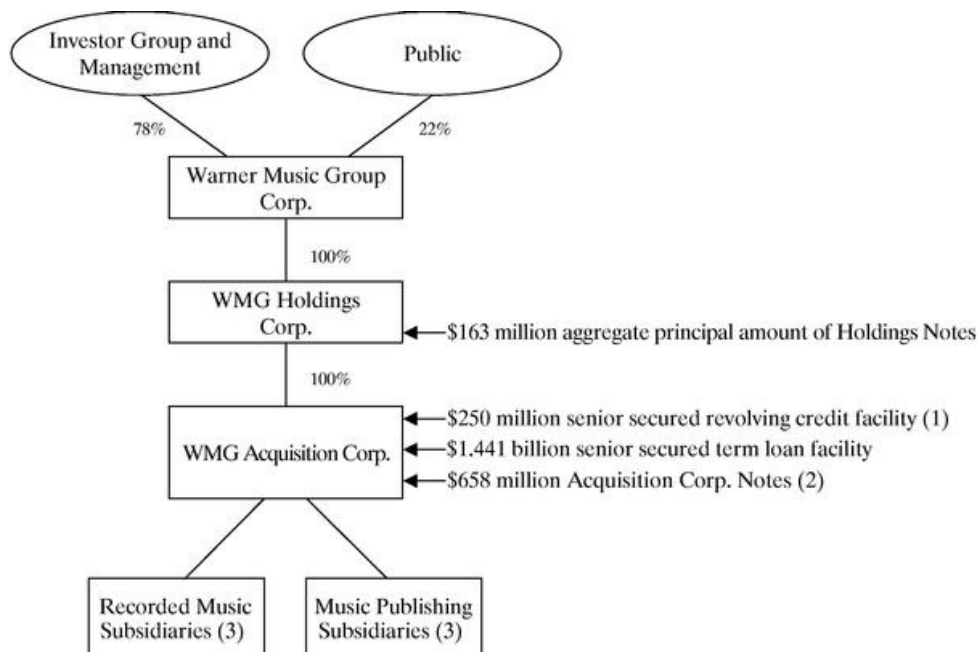 Investor Group and
Management
Public
78%
22%
Warner Music Group
Corp.
100%
WMG Holdings
Corp.
$163 million aggregate principal amount of Holdings Notes
100%
$250 million senior secured revolving credit facility (1)
WMG Acquisition Corp.
$1.441 billion senior secured term loan facility
$658 million Acquisition Corp. Notes (2)
Recorded Music
Subsidiaries (3)
Music Publishing
Subsidiaries (3)